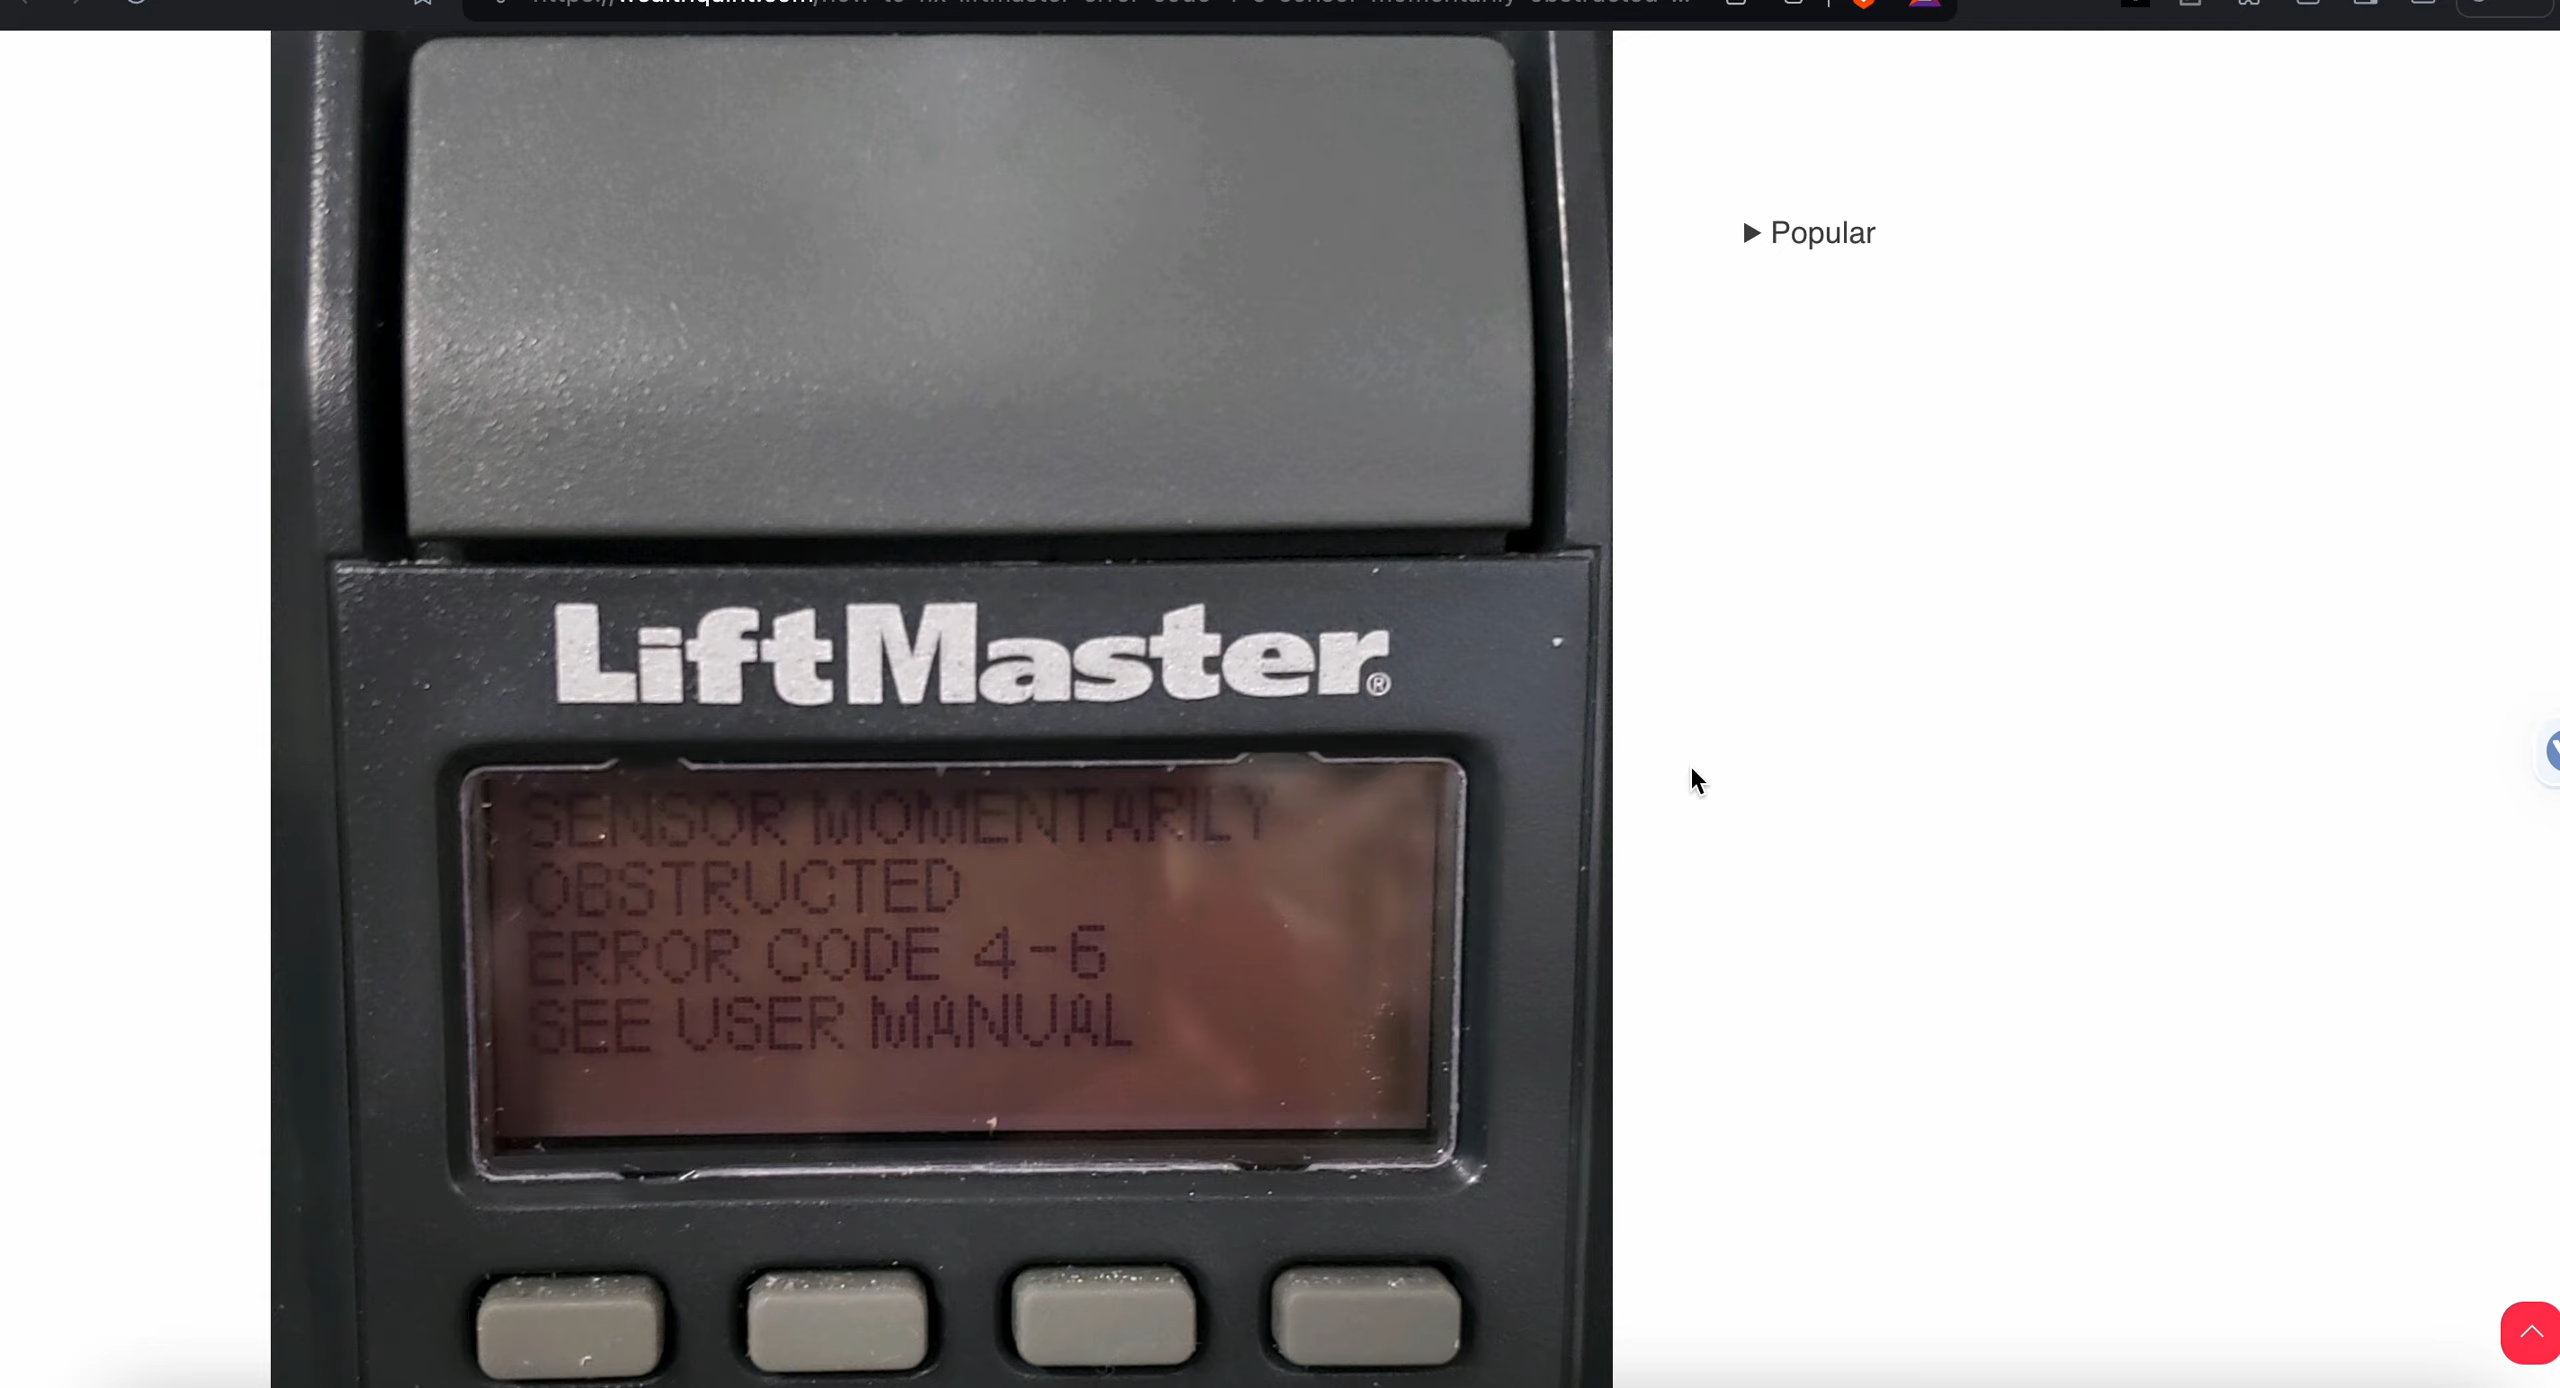 Popular
LiftMaster®
SENSOR MOMENTARILY
OBSTRUCTED
ERROR CODE 4-6
SEE USER MANUAL